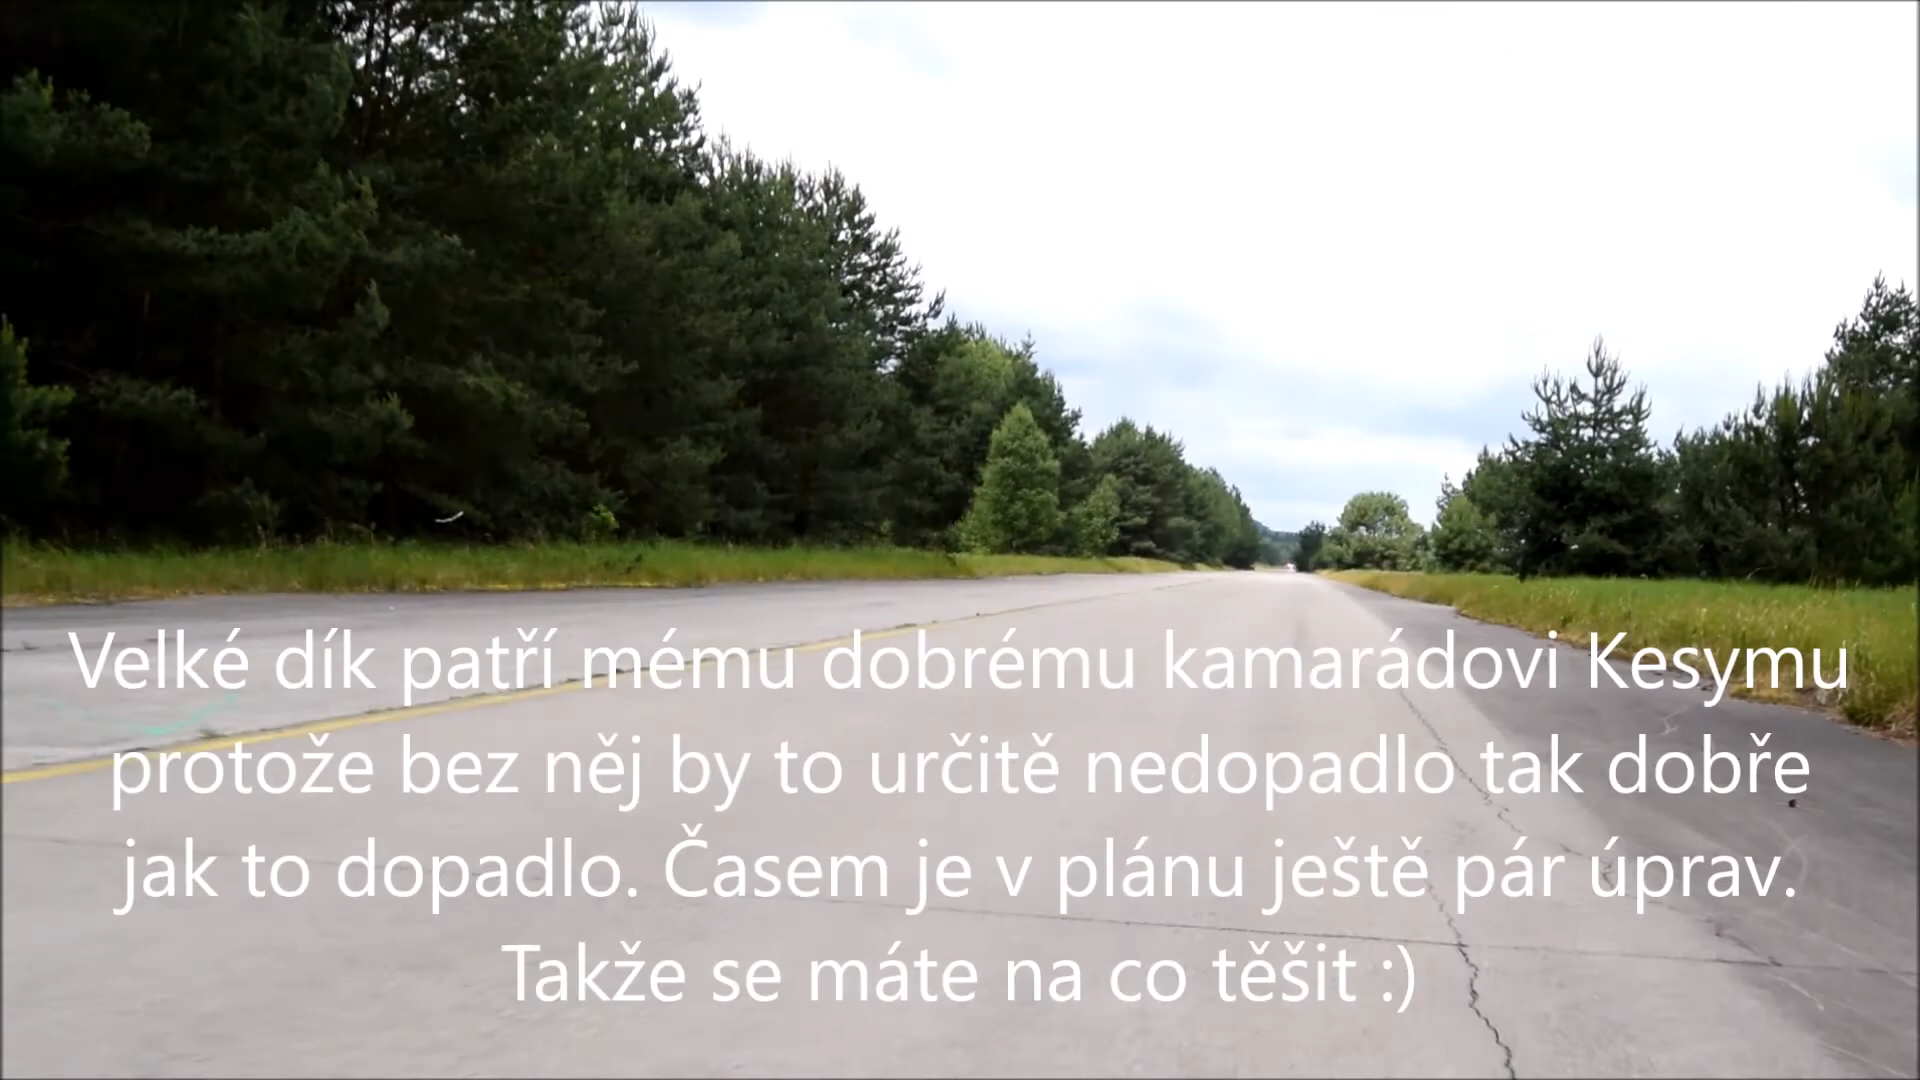 Velké dík patří mému dobrému kamarádovi Kesymu
protože bez něj by to určitě nedopadlo tak dobře
jak to dopadlo. Časem je v plánu ještě pár úprav.
Takže se máte na co těšit :)